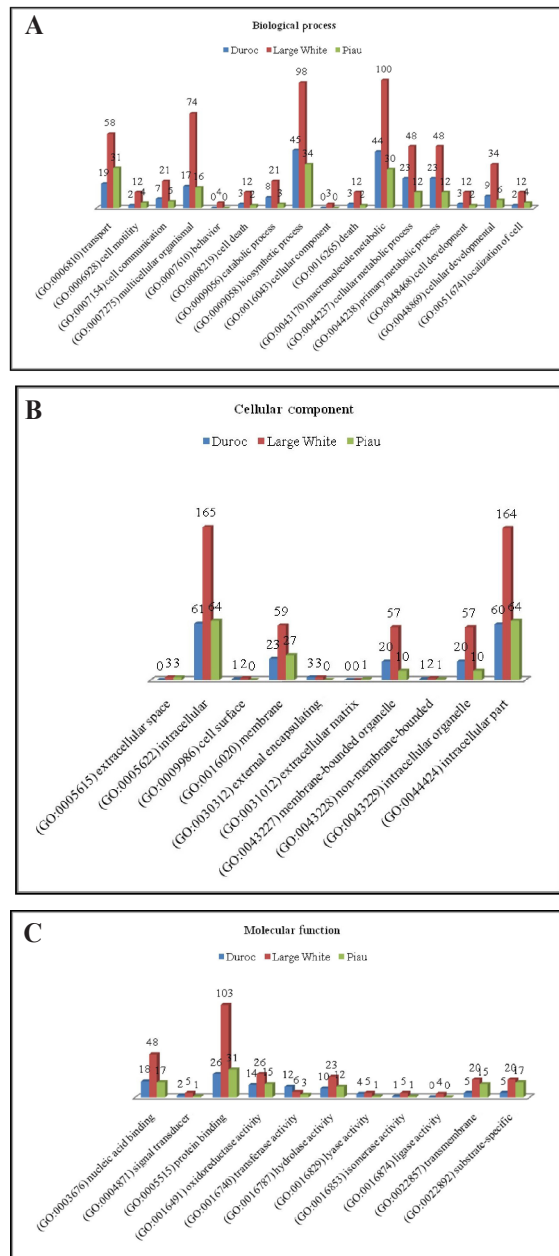 A
Biological process
Duroc Large White Piau
19 58 31
2 12 4
7 21 5
17 74 16
0 4 0
3 12 2
8 21 3
45 98 34
0 3 0
3 12 2
44 100 30
23 48 12
23 48 12
3 12 2
9 34 6
2 12 4
(GO:0006810) transport
(GO:0006928) cell motility
(GO:0007154) cell communication
(GO:0007275) multicellular organismal
(GO:0007610) behavior
(GO:0008219) cell death
(GO:0009056) catabolic process
(GO:0009058) biosynthetic process
(GO:0016043) cellular component
(GO:0016265) death
(GO:0043170) macromolecule metabolic
(GO:0044237) cellular metabolic process
(GO:0044238) primary metabolic process
(GO:0048468) cell development
(GO:0048869) cellular developmental
(GO:0051674) localization of cell
B
Cellular component
Duroc Large White Piau
0 3 3
61 165 64
1 2 0
23 59 27
3 3 0
0 0 1
20 57 10
1 2 1
20 57 10
60 164 64
(GO:0005615) extracellular space
(GO:0005622) intracellular
(GO:0009986) cell surface
(GO:0016020) membrane
(GO:0030312) external encapsulating
(GO:0031012) extracellular matrix
(GO:0043227) membrane-bounded organelle
(GO:0043228) non-membrane-bounded
(GO:0043229) intracellular organelle
(GO:0044424) intracellular part
C
Molecular function
Duroc Large White Piau
18 48 17
2 5 1
26 103 31
14 26 15
12 6 3
10 23 12
4 5 1
1 5 1
0 4 0
5 20 15
5 20 17
(GO:0003676) nucleic acid binding
(GO:0004871) signal transducer
(GO:0005515) protein binding
(GO:0016491) oxidoreductase activity
(GO:0016740) transferase activity
(GO:0016787) hydrolase activity
(GO:0016829) lyase activity
(GO:0016853) isomerase activity
(GO:0016874) ligase activity
(GO:0022857) transmembrane
(GO:0022892) substrate-specific